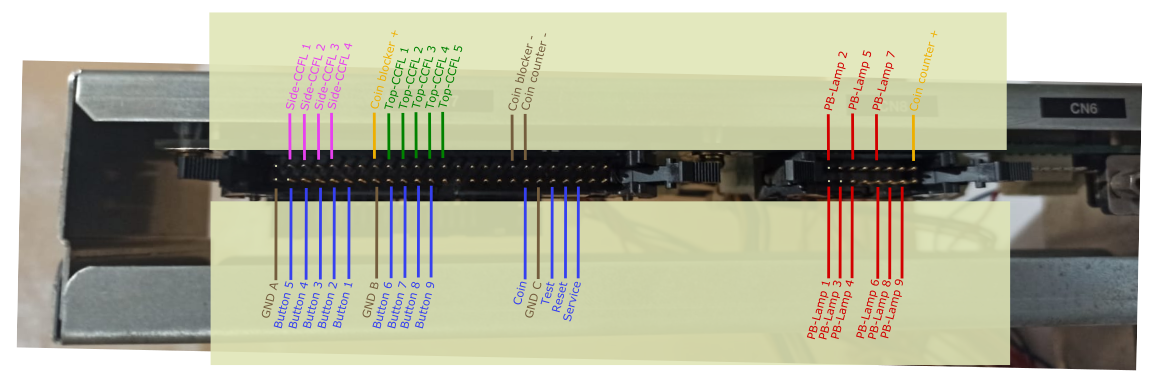 Side-CCFL 1
Side-CCFL 2
Side-CCFL 3
Side-CCFL 4
Coin blocker +
Top-CCFL 1
Top-CCFL 2
Top-CCFL 3
Top-CCFL 4
Top-CCFL 5
Coin blocker -
Coin counter -
PB-Lamp 2
PB-Lamp 5
PB-Lamp 7
Coin counter +
CN6
GND A
Button 5
Button 4
Button 3
Button 2
Button 1
GND B
Button 6
Button 7
Button 8
Button 9
Coin
GND C
Test
Reset
Service
PB-Lamp 1
PB-Lamp 3
PB-Lamp 4
PB-Lamp 6
PB-Lamp 8
PB-Lamp 9